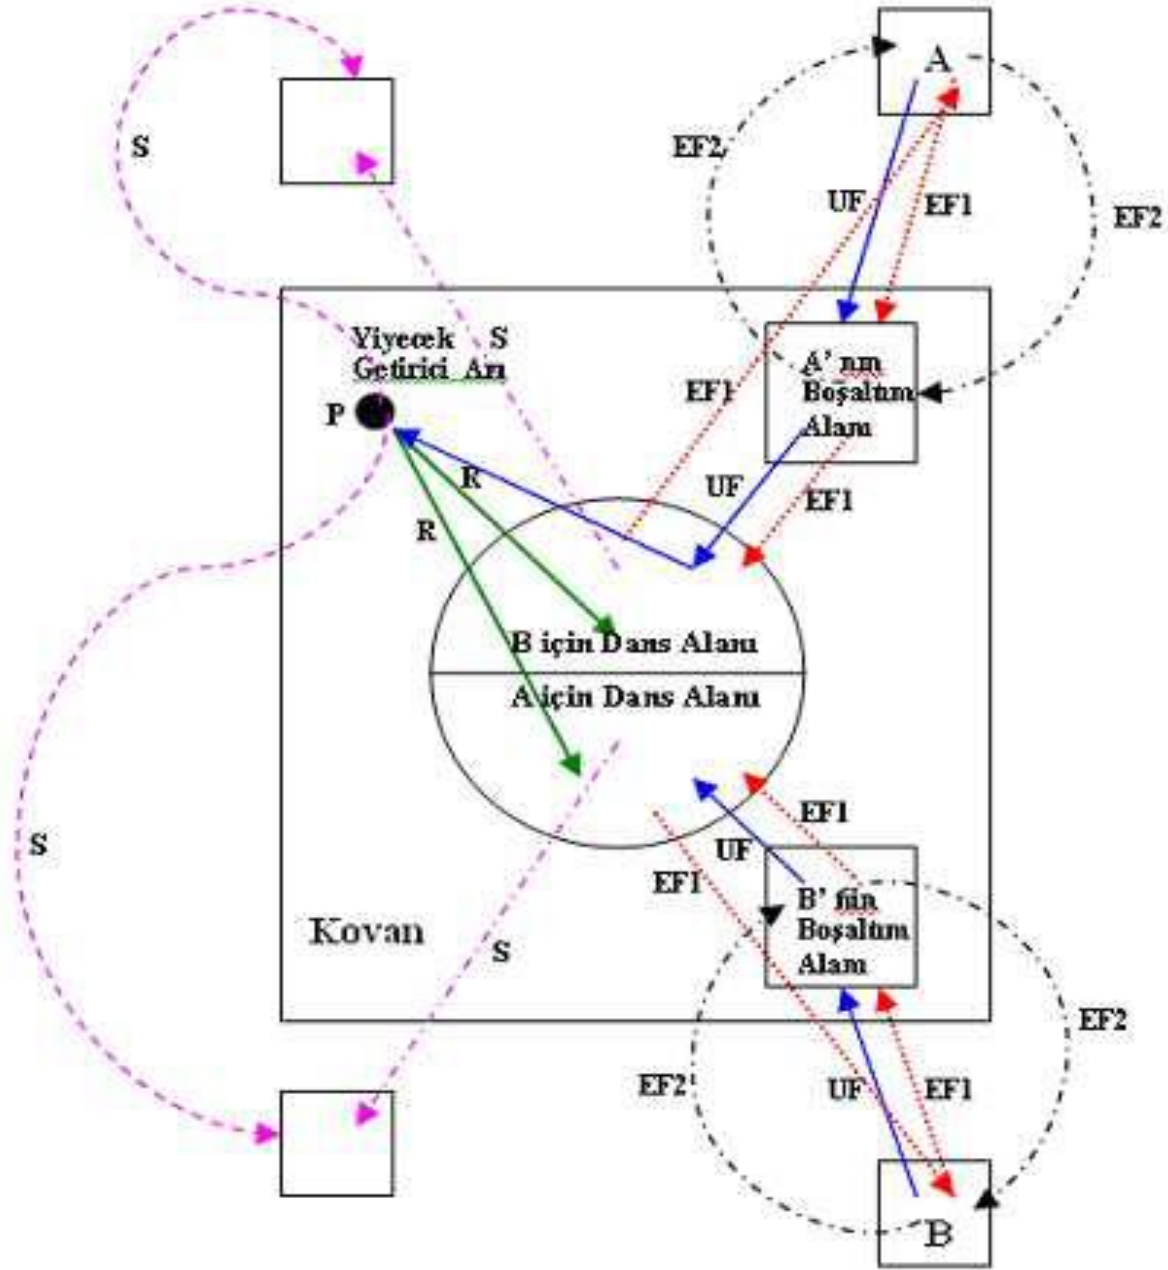 A
S
EF2
UF
EF1
EF2
Yiyecek S
Getirici Arı
P
A' nın
Boşaltım
Alanı
EF1
R
UF
EF1
R
B için Dans Alanı
A için Dans Alanı
EF1
UF
EF1
S
B' nin
Boşaltım
Alanı
Kovan
S
EF2
EF2
UF
EF1
B